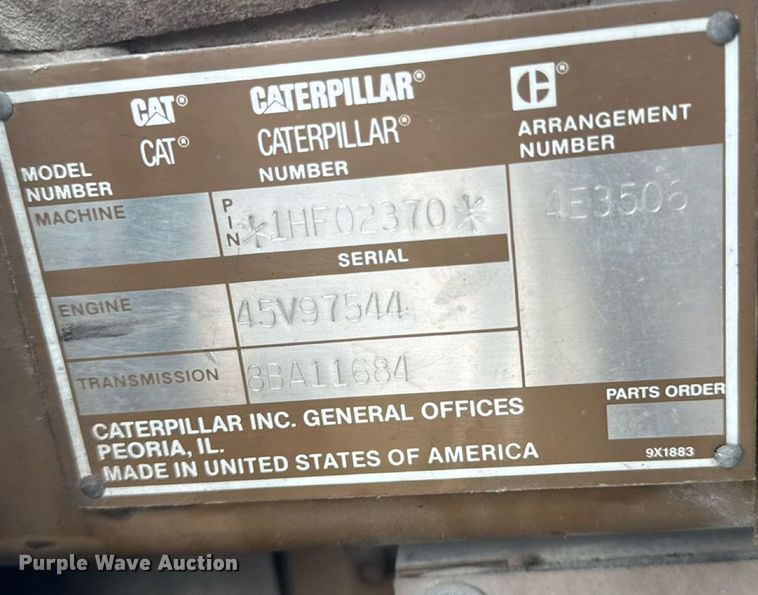 CAT® CATERPILLAR® C®
CAT® CATERPILLAR®
MODEL NUMBER
NUMBER
ARRANGEMENT NUMBER
MACHINE PIN *1HF02370* 4E3506
SERIAL
ENGINE 45V97544
TRANSMISSION 8BA11684
PARTS ORDER
CATERPILLAR INC. GENERAL OFFICES
PEORIA, IL.
MADE IN UNITED STATES OF AMERICA
9X1883
Purple Wave Auction